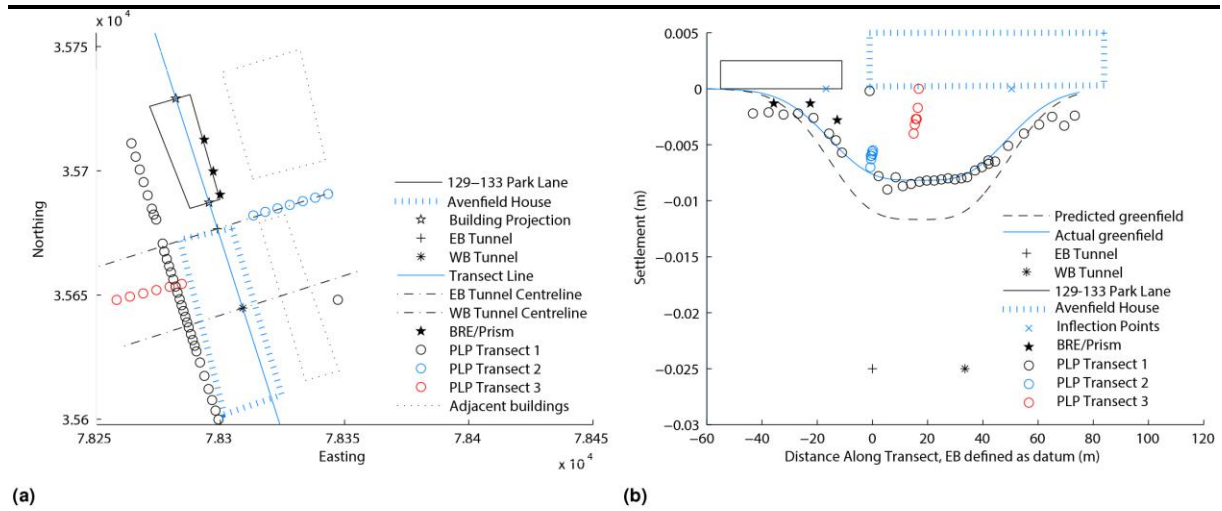 x 10⁴
3.575
3.57
3.565
3.56
7.825
7.83
7.835
7.84
7.845
x 10⁴
Northing
Easting
129−133 Park Lane
Avenfield House
Building Projection
EB Tunnel
WB Tunnel
Transect Line
EB Tunnel Centreline
WB Tunnel Centreline
BRE/Prism
PLP Transect 1
PLP Transect 2
PLP Transect 3
Adjacent buildings
(a)
0.005
0
−0.005
−0.01
−0.015
−0.02
−0.025
−0.03
−60
−40
−20
0
20
40
60
80
100
120
Settlement (m)
Distance Along Transect, EB defined as datum (m)
Predicted greenfield
Actual greenfield
EB Tunnel
WB Tunnel
129-133 Park Lane
Avenfield House
Inflection Points
BRE/Prism
PLP Transect 1
PLP Transect 2
PLP Transect 3
(b)